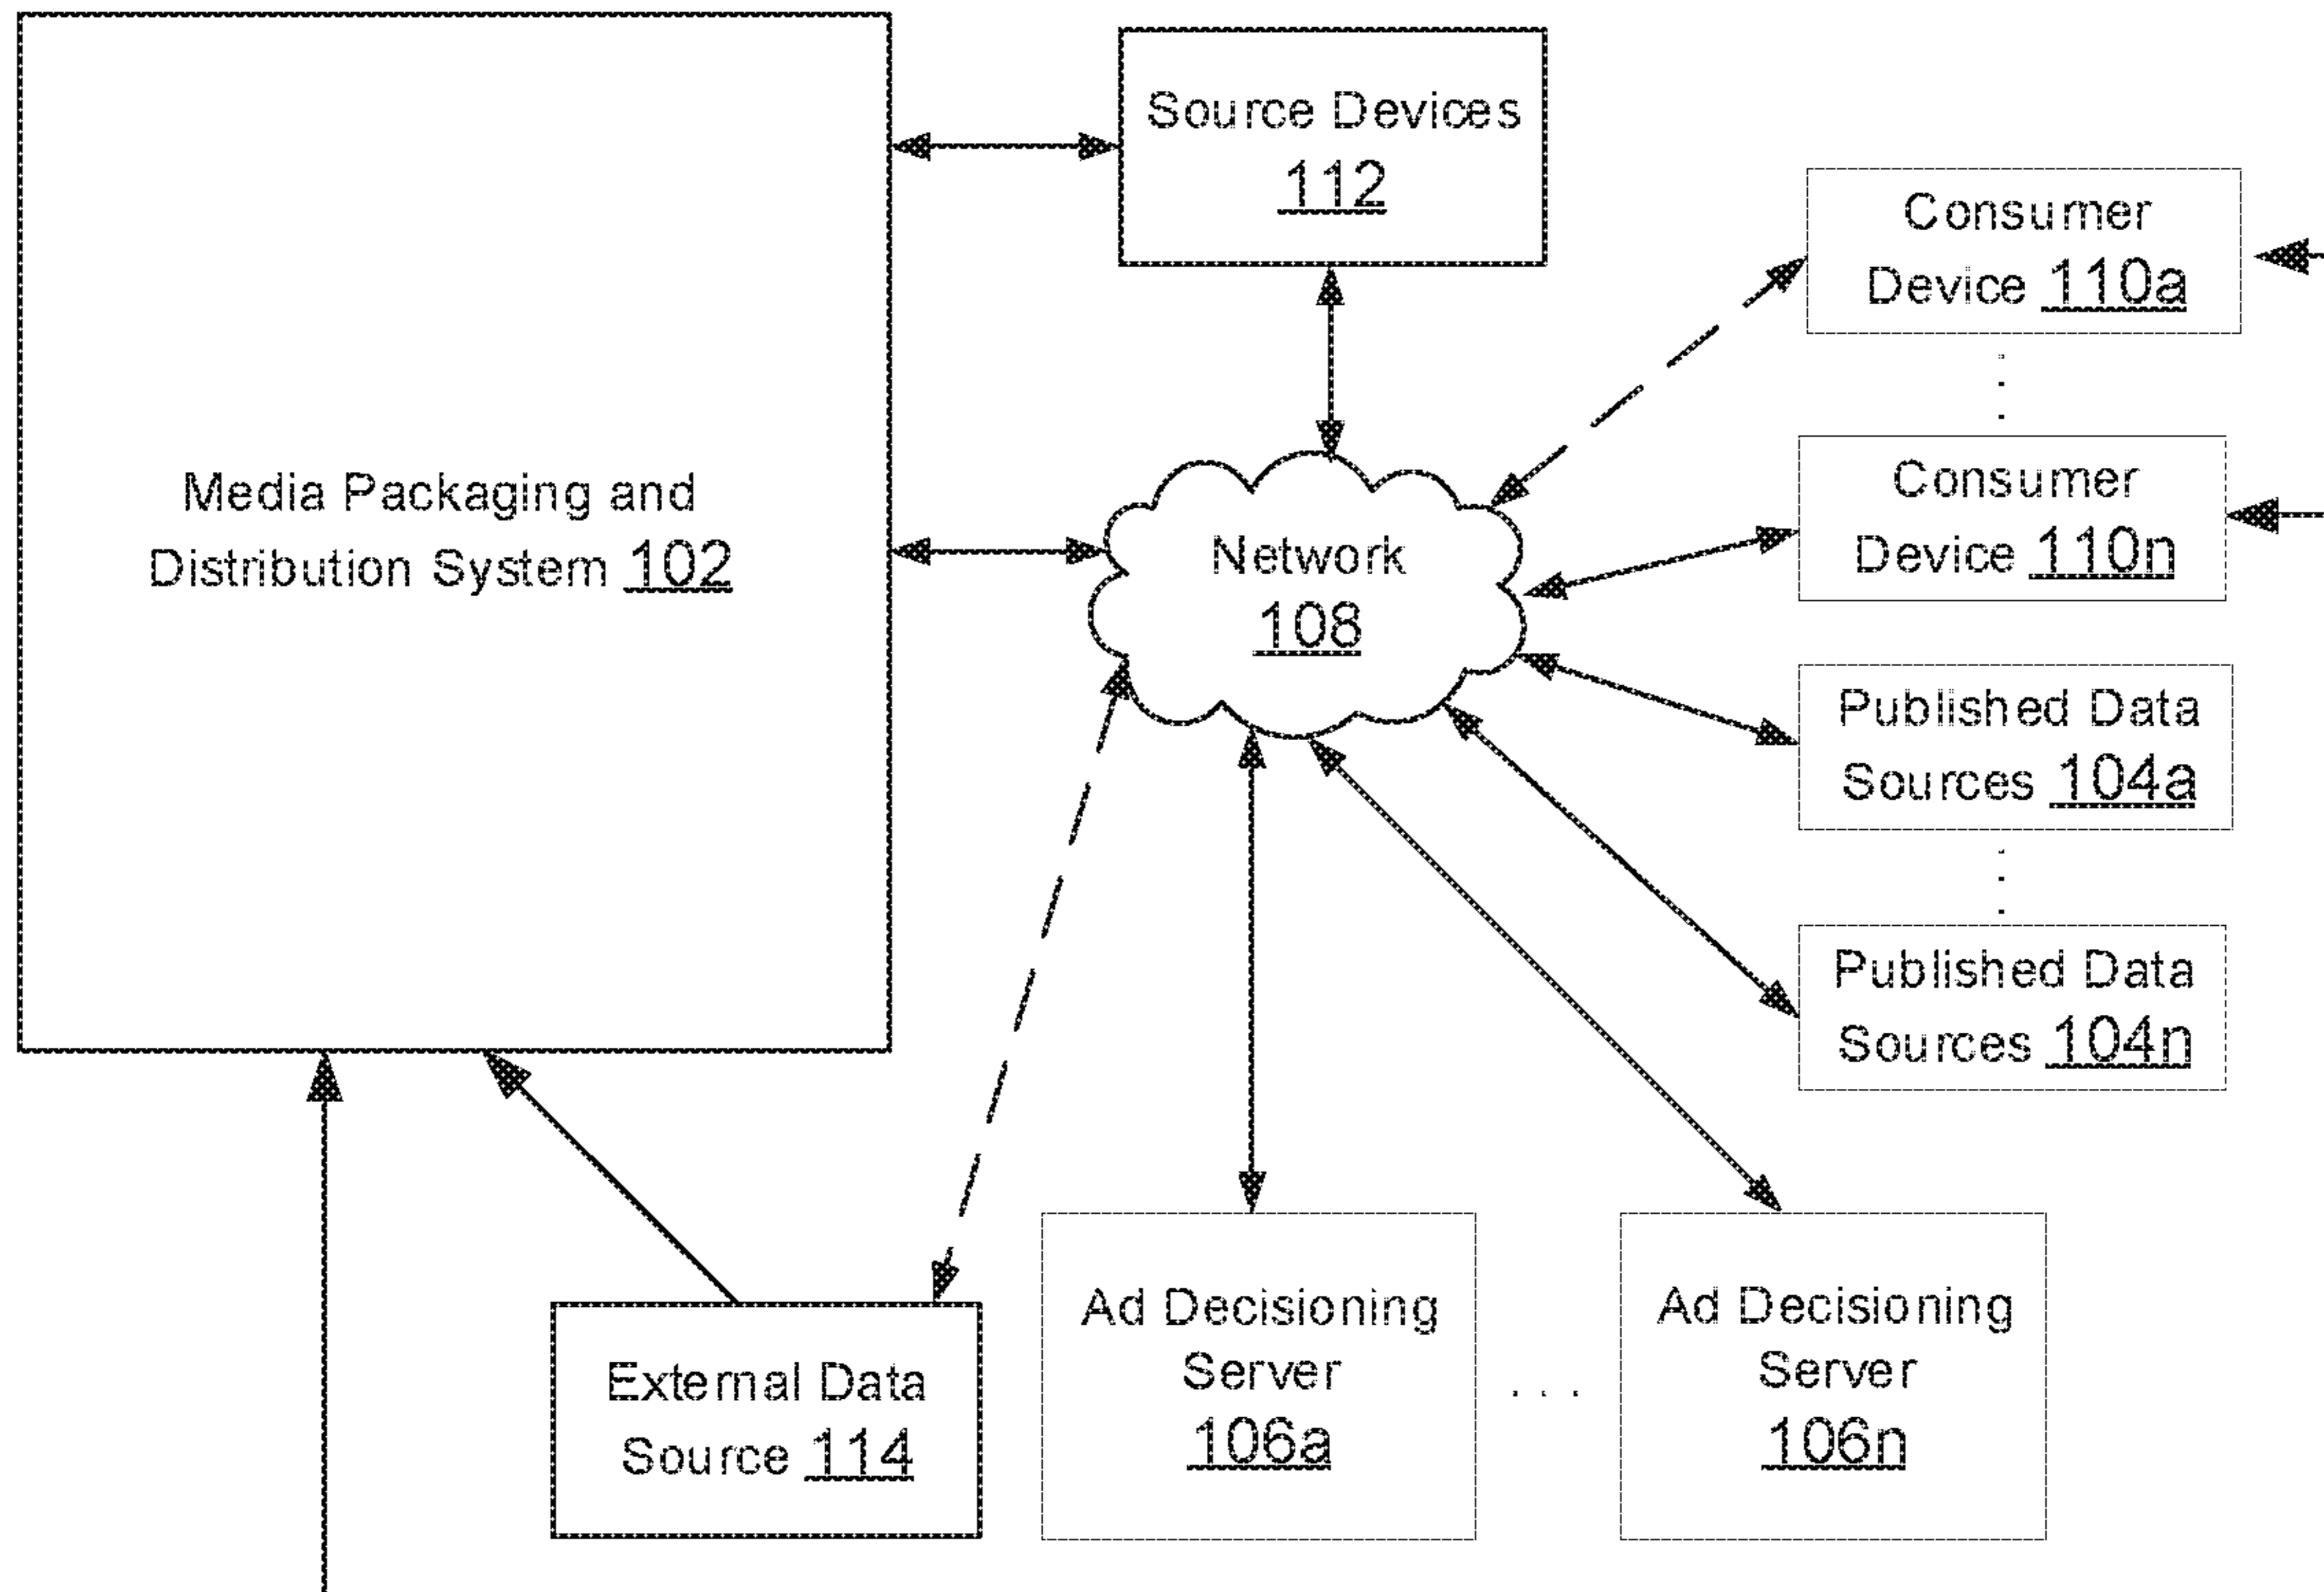 Source Devices
112
Media Packaging and
Distribution System 102
Network
108
Consumer
Device 110a
Consumer
Device 110n
Published Data
Sources 104a
Published Data
Sources 104n
External Data
Source 114
Ad Decisioning
Server
106a
. . .
Ad Decisioning
Server
106n